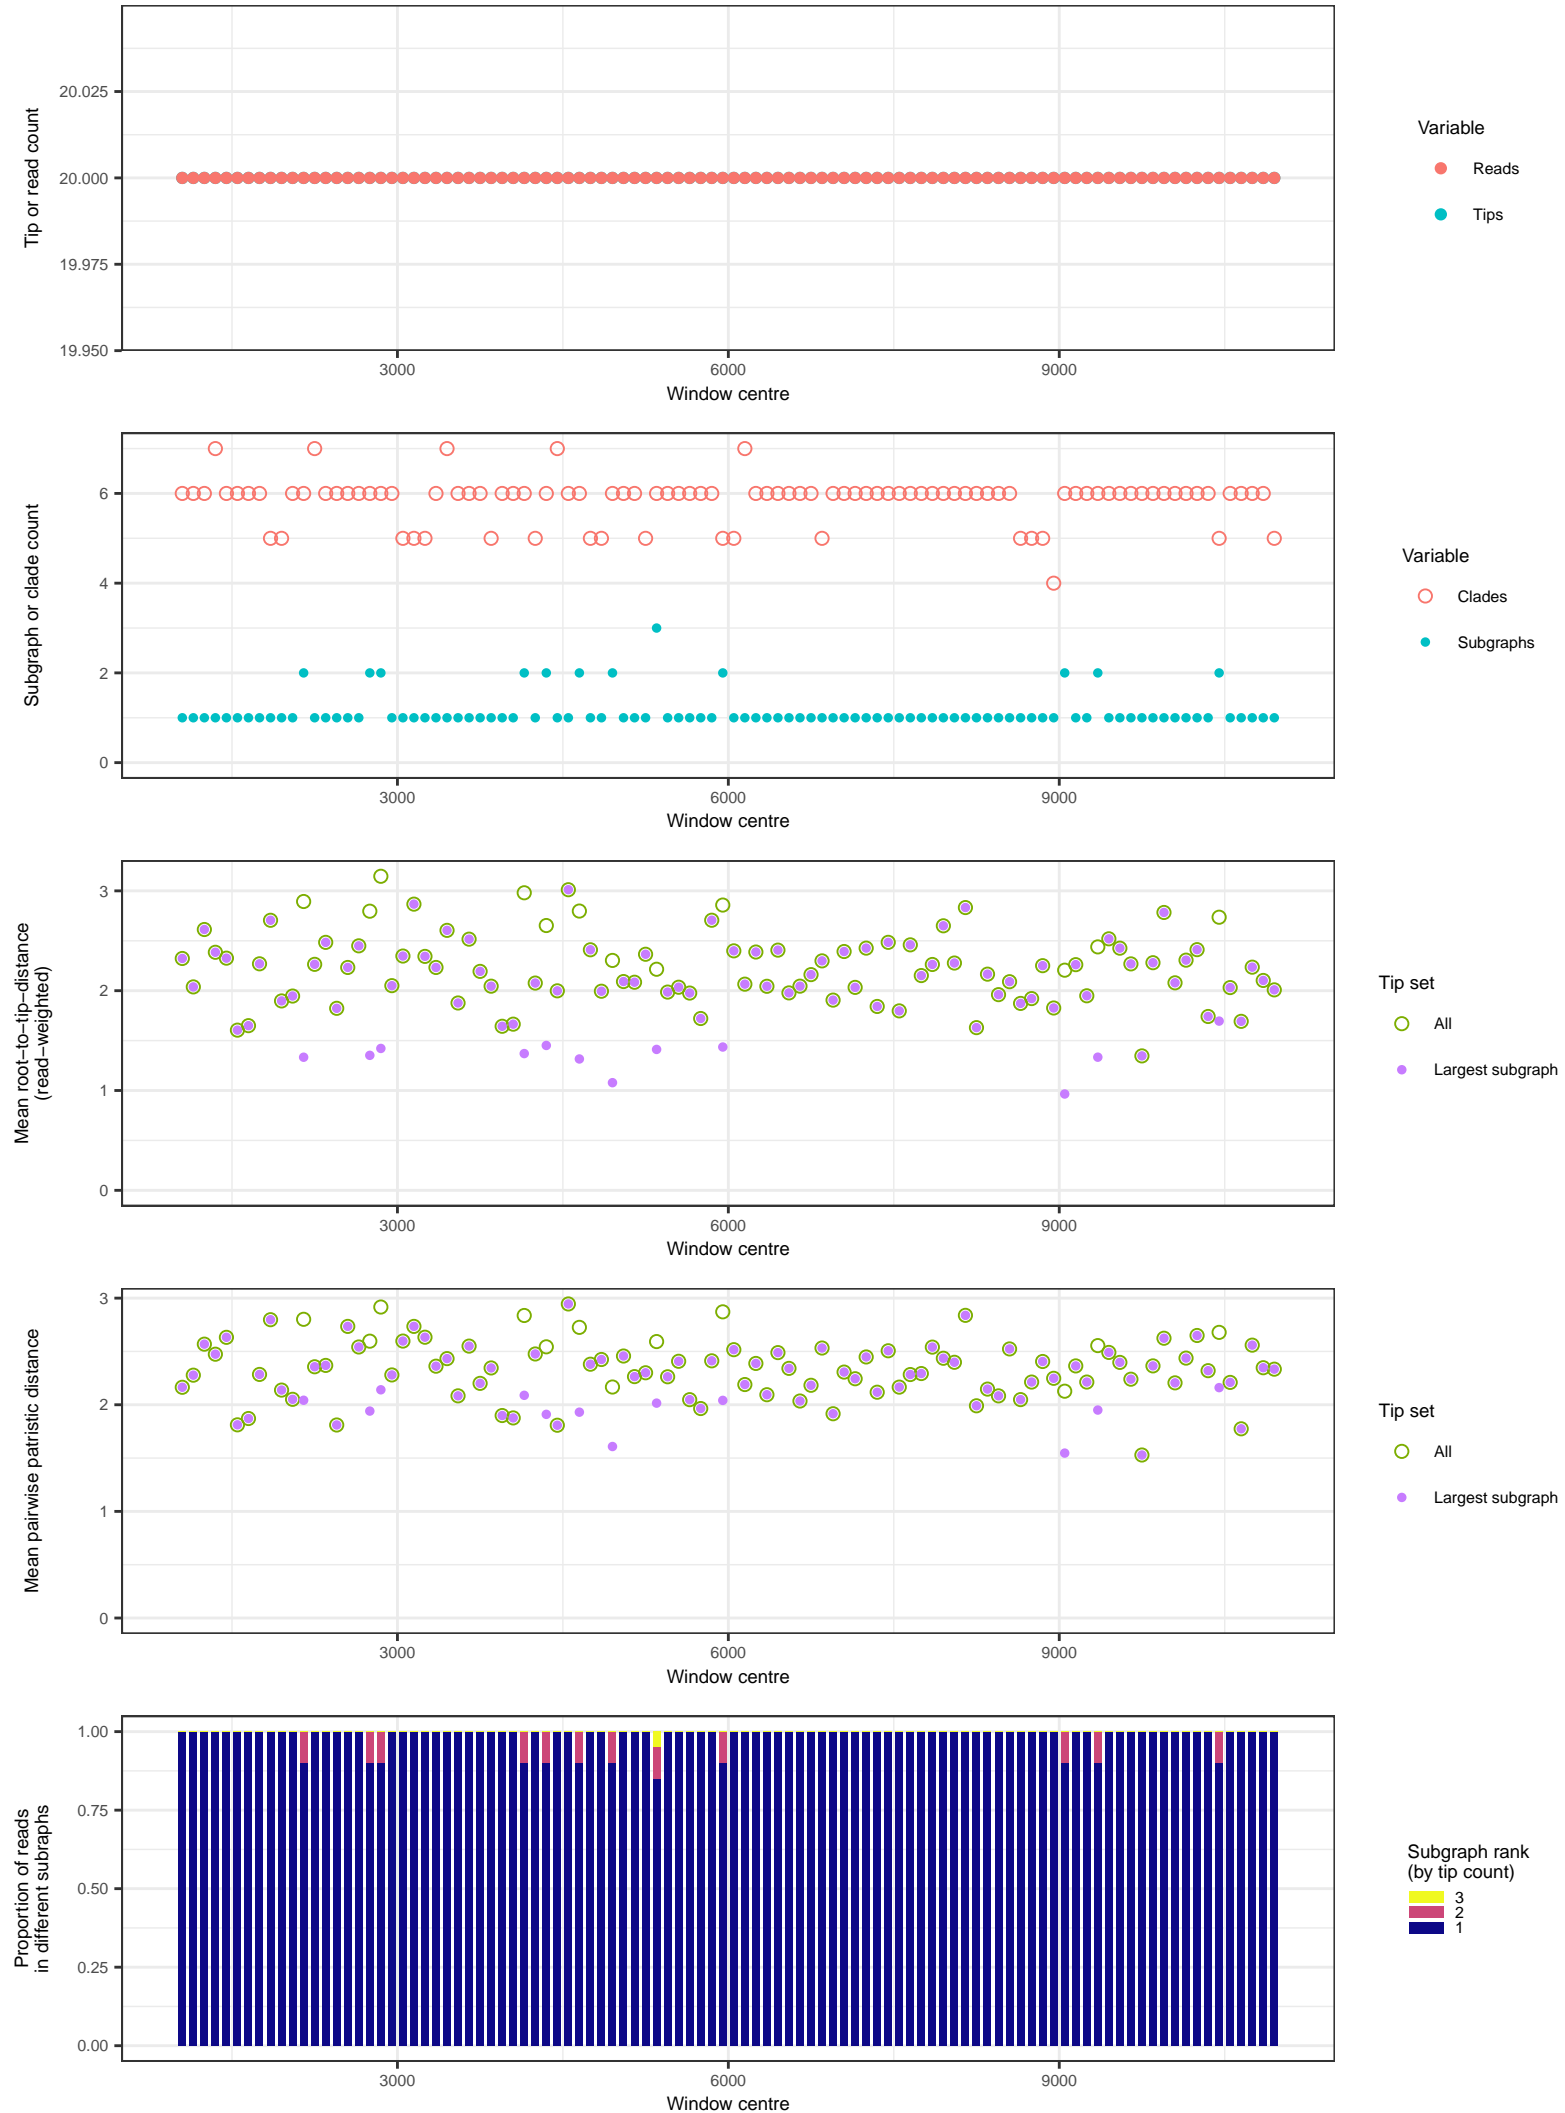 20.025
20.000
19.975
19.950
Tip or read count
3000 6000 9000
Window centre
Variable
Reads
Tips
6
4
2
0
Subgraph or clade count
3000 6000 9000
Window centre
Variable
Clades
Subgraphs
3
2
1
0
Mean root−to−tip−distance
(read−weighted)
3000 6000 9000
Window centre
Tip set
All
Largest subgraph
3
2
1
0
Mean pairwise patristic distance
3000 6000 9000
Window centre
Tip set
All
Largest subgraph
1.00
0.75
0.50
0.25
0.00
Proportion of reads
in different subraphs
3000 6000 9000
Window centre
Subgraph rank
(by tip count)
3
2
1